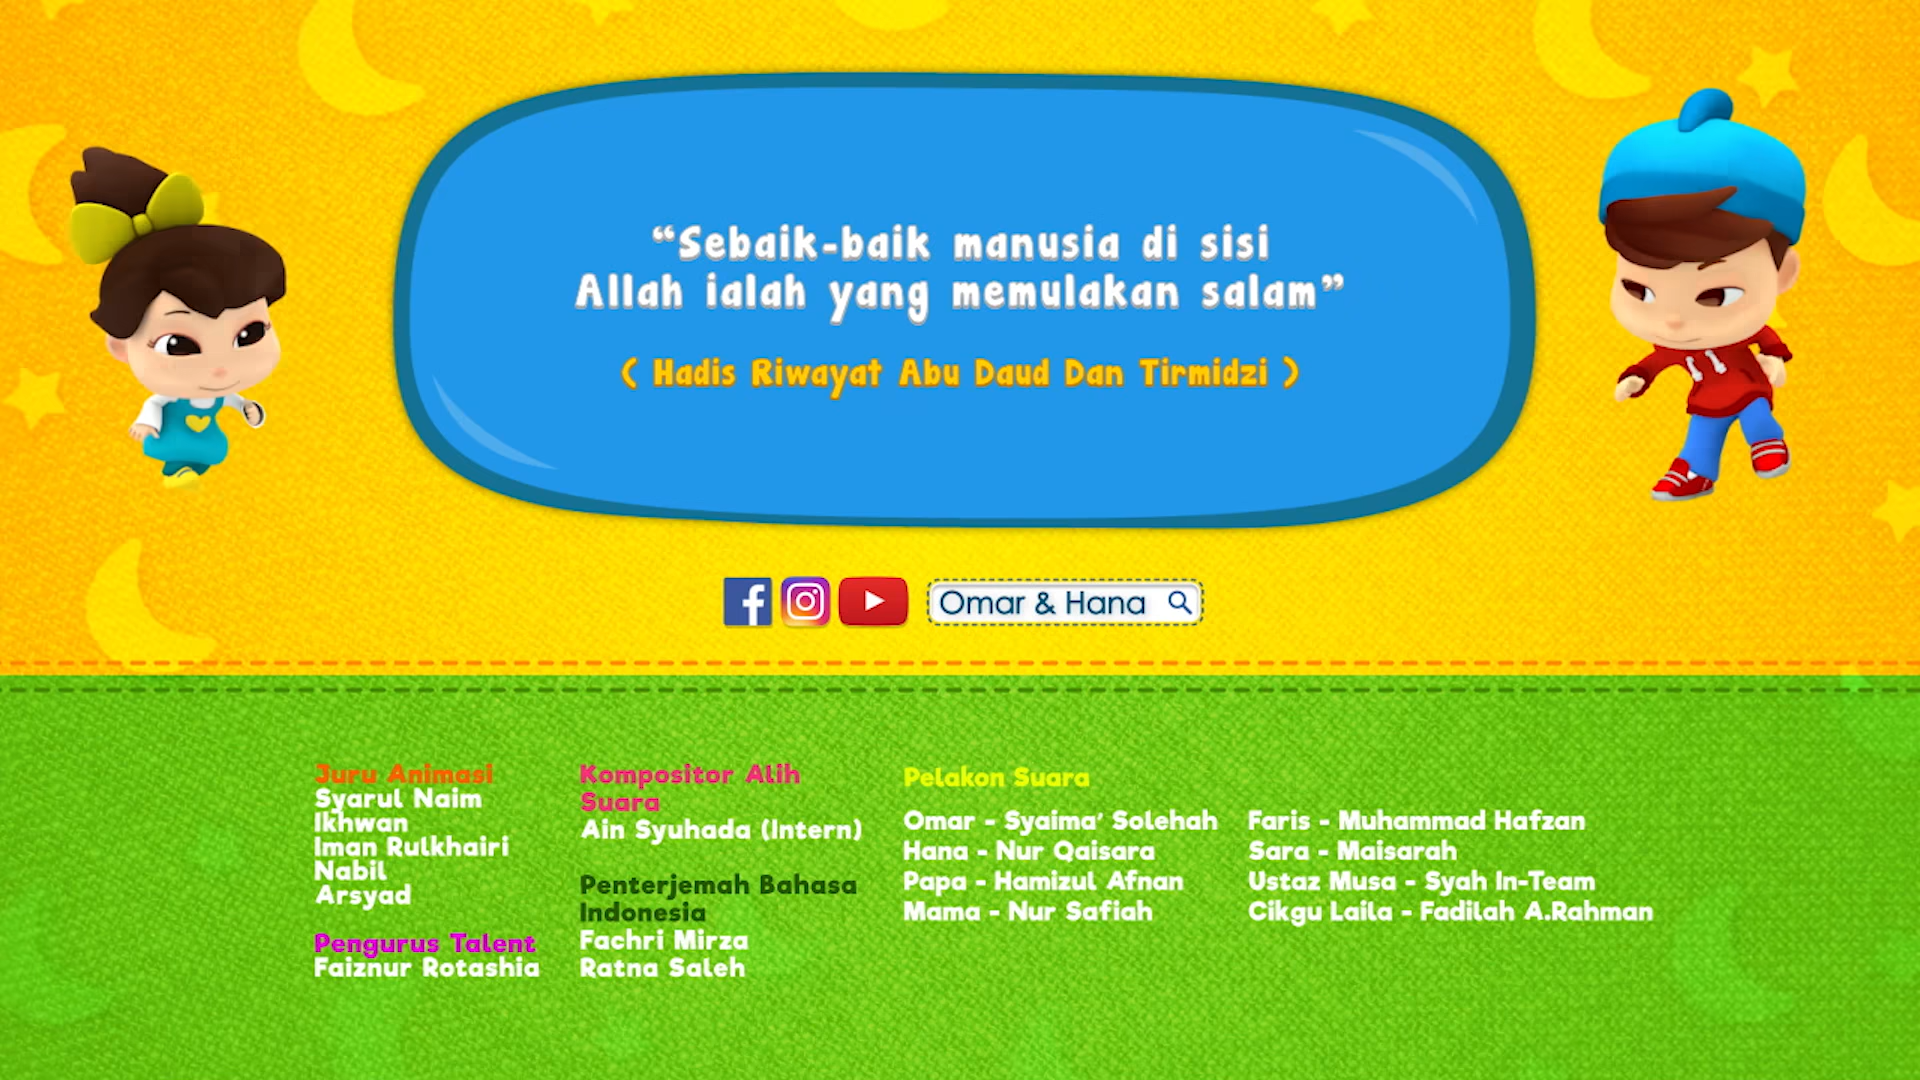 “Sebaik-baik manusia di sisi
Allah ialah yang memulakan salam”
( Hadis Riwayat Abu Daud Dan Tirmidzi )
Omar & Hana
Juru Animasi
Syarul Naim
Ikhwan
Iman Rulkhairi
Nabil
Arsyad
Pengurus Talent
Faiznur Rotashia
Kompositor Alih
Suara
Ain Syuhada (Intern)
Penterjemah Bahasa
Indonesia
Fachri Mirza
Ratna Saleh
Pelakon Suara
Omar - Syaima’ Solehah
Hana - Nur Qaisara
Papa - Hamizul Afnan
Mama - Nur Safiah
Faris - Muhammad Hafzan
Sara - Maisarah
Ustaz Musa - Syah In-Team
Cikgu Laila - Fadilah A.Rahman